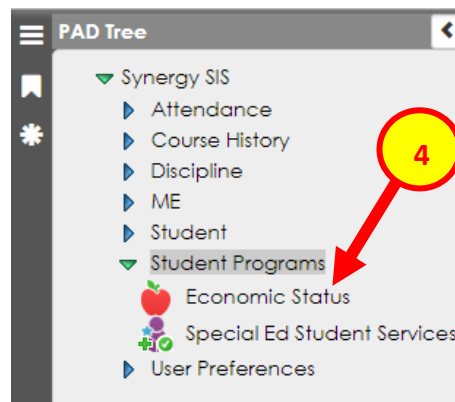 PAD Tree
Synergy SIS
Attendance
Course History
Discipline
4
ME
Student
Student Programs
Economic Status
Special Ed Student Services
User Preferences